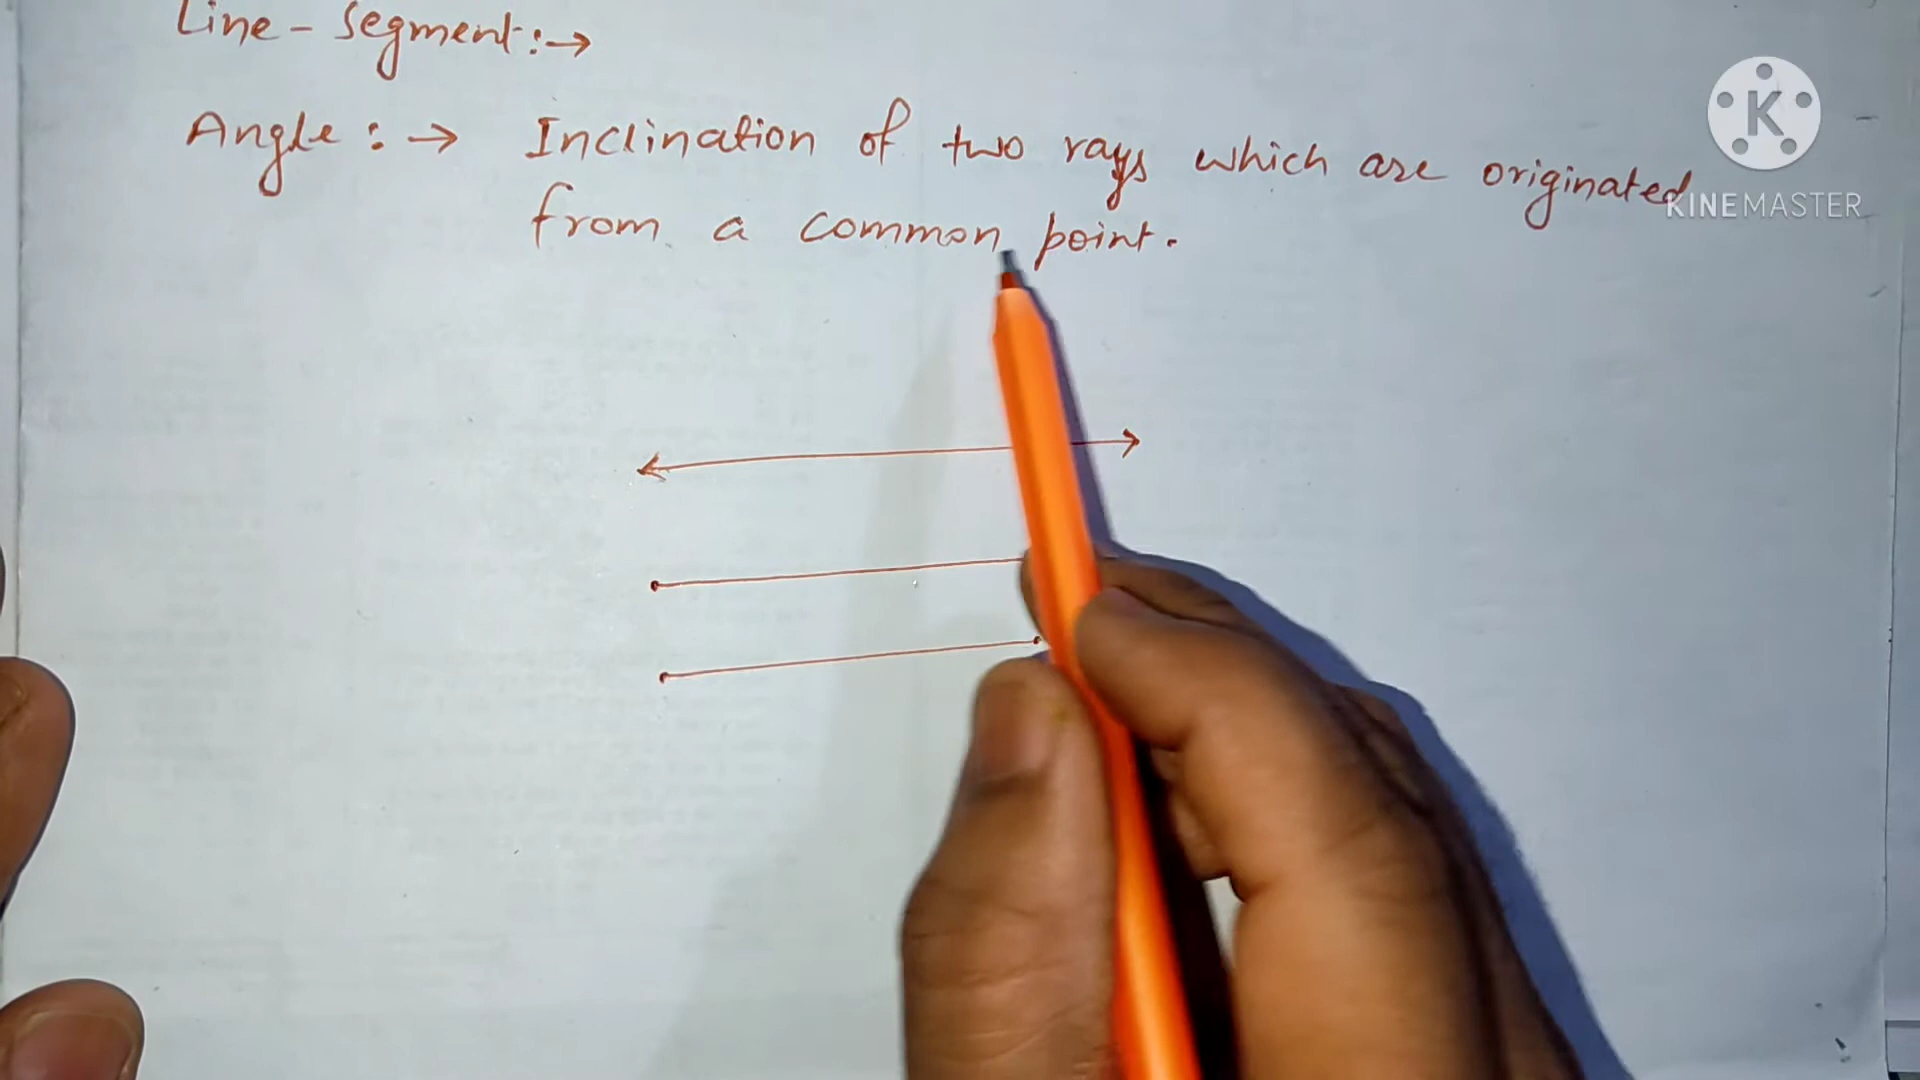 Line - Segment:→
Angle :→ Inclination of two rays which are originated
from a common point.
K
KINEMASTER